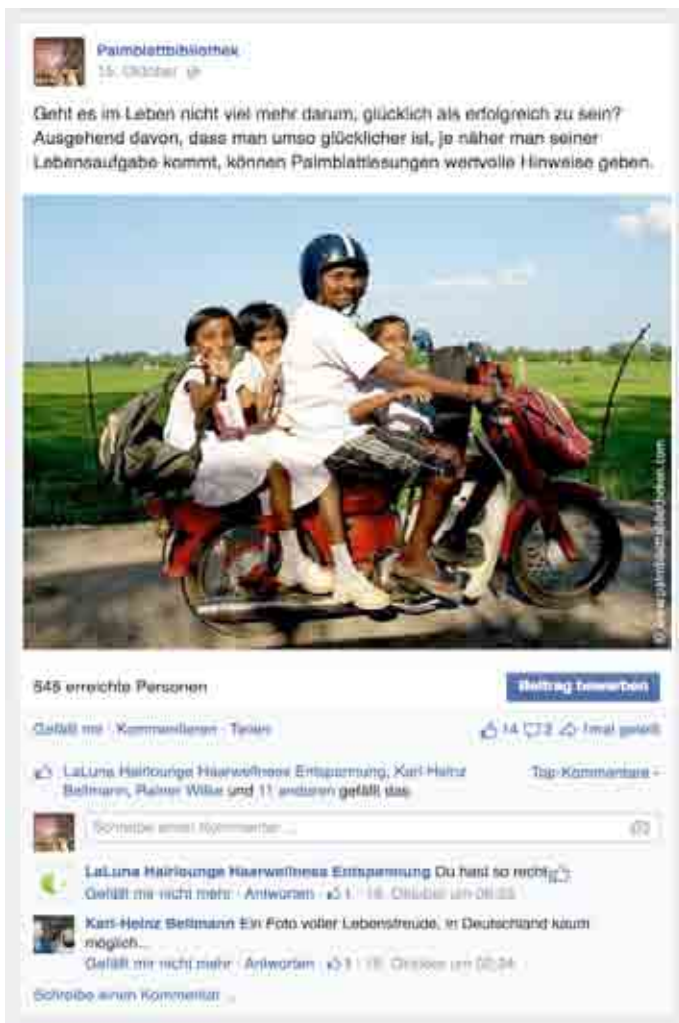 Palmblattbibliothek
15. Oktober
Geht es im Leben nicht viel mehr darum, glücklich als erfolgreich zu sein?
Ausgehend davon, dass man umso glücklicher ist, je näher man seiner
Lebensaufgabe kommt, können Palmblattlesungen wertvolle Hinweise geben.
erreichte Personen
Beitrag bewerben
Gefällt mir · Kommentieren · Teilen
14 1mal geteilt
LaLuna Hairlounge Haarwellness Entspannung, Karl-Heinz
Bellmann, Rainer Wilke und 11 anderen gefällt das.
Top-Kommentare
Schreibe einen Kommentar ...
LaLuna Hairlounge Haarwellness Entspannung Du hast so recht
Gefällt mir nicht mehr · Antworten · 1 · 16. Oktober um
Karl-Heinz Bellmann Ein Foto voller Lebensfreude, in Deutschland kaum
möglich...
Gefällt mir nicht mehr · Antworten · 1 · Oktober um
Schreibe einen Kommentar ...